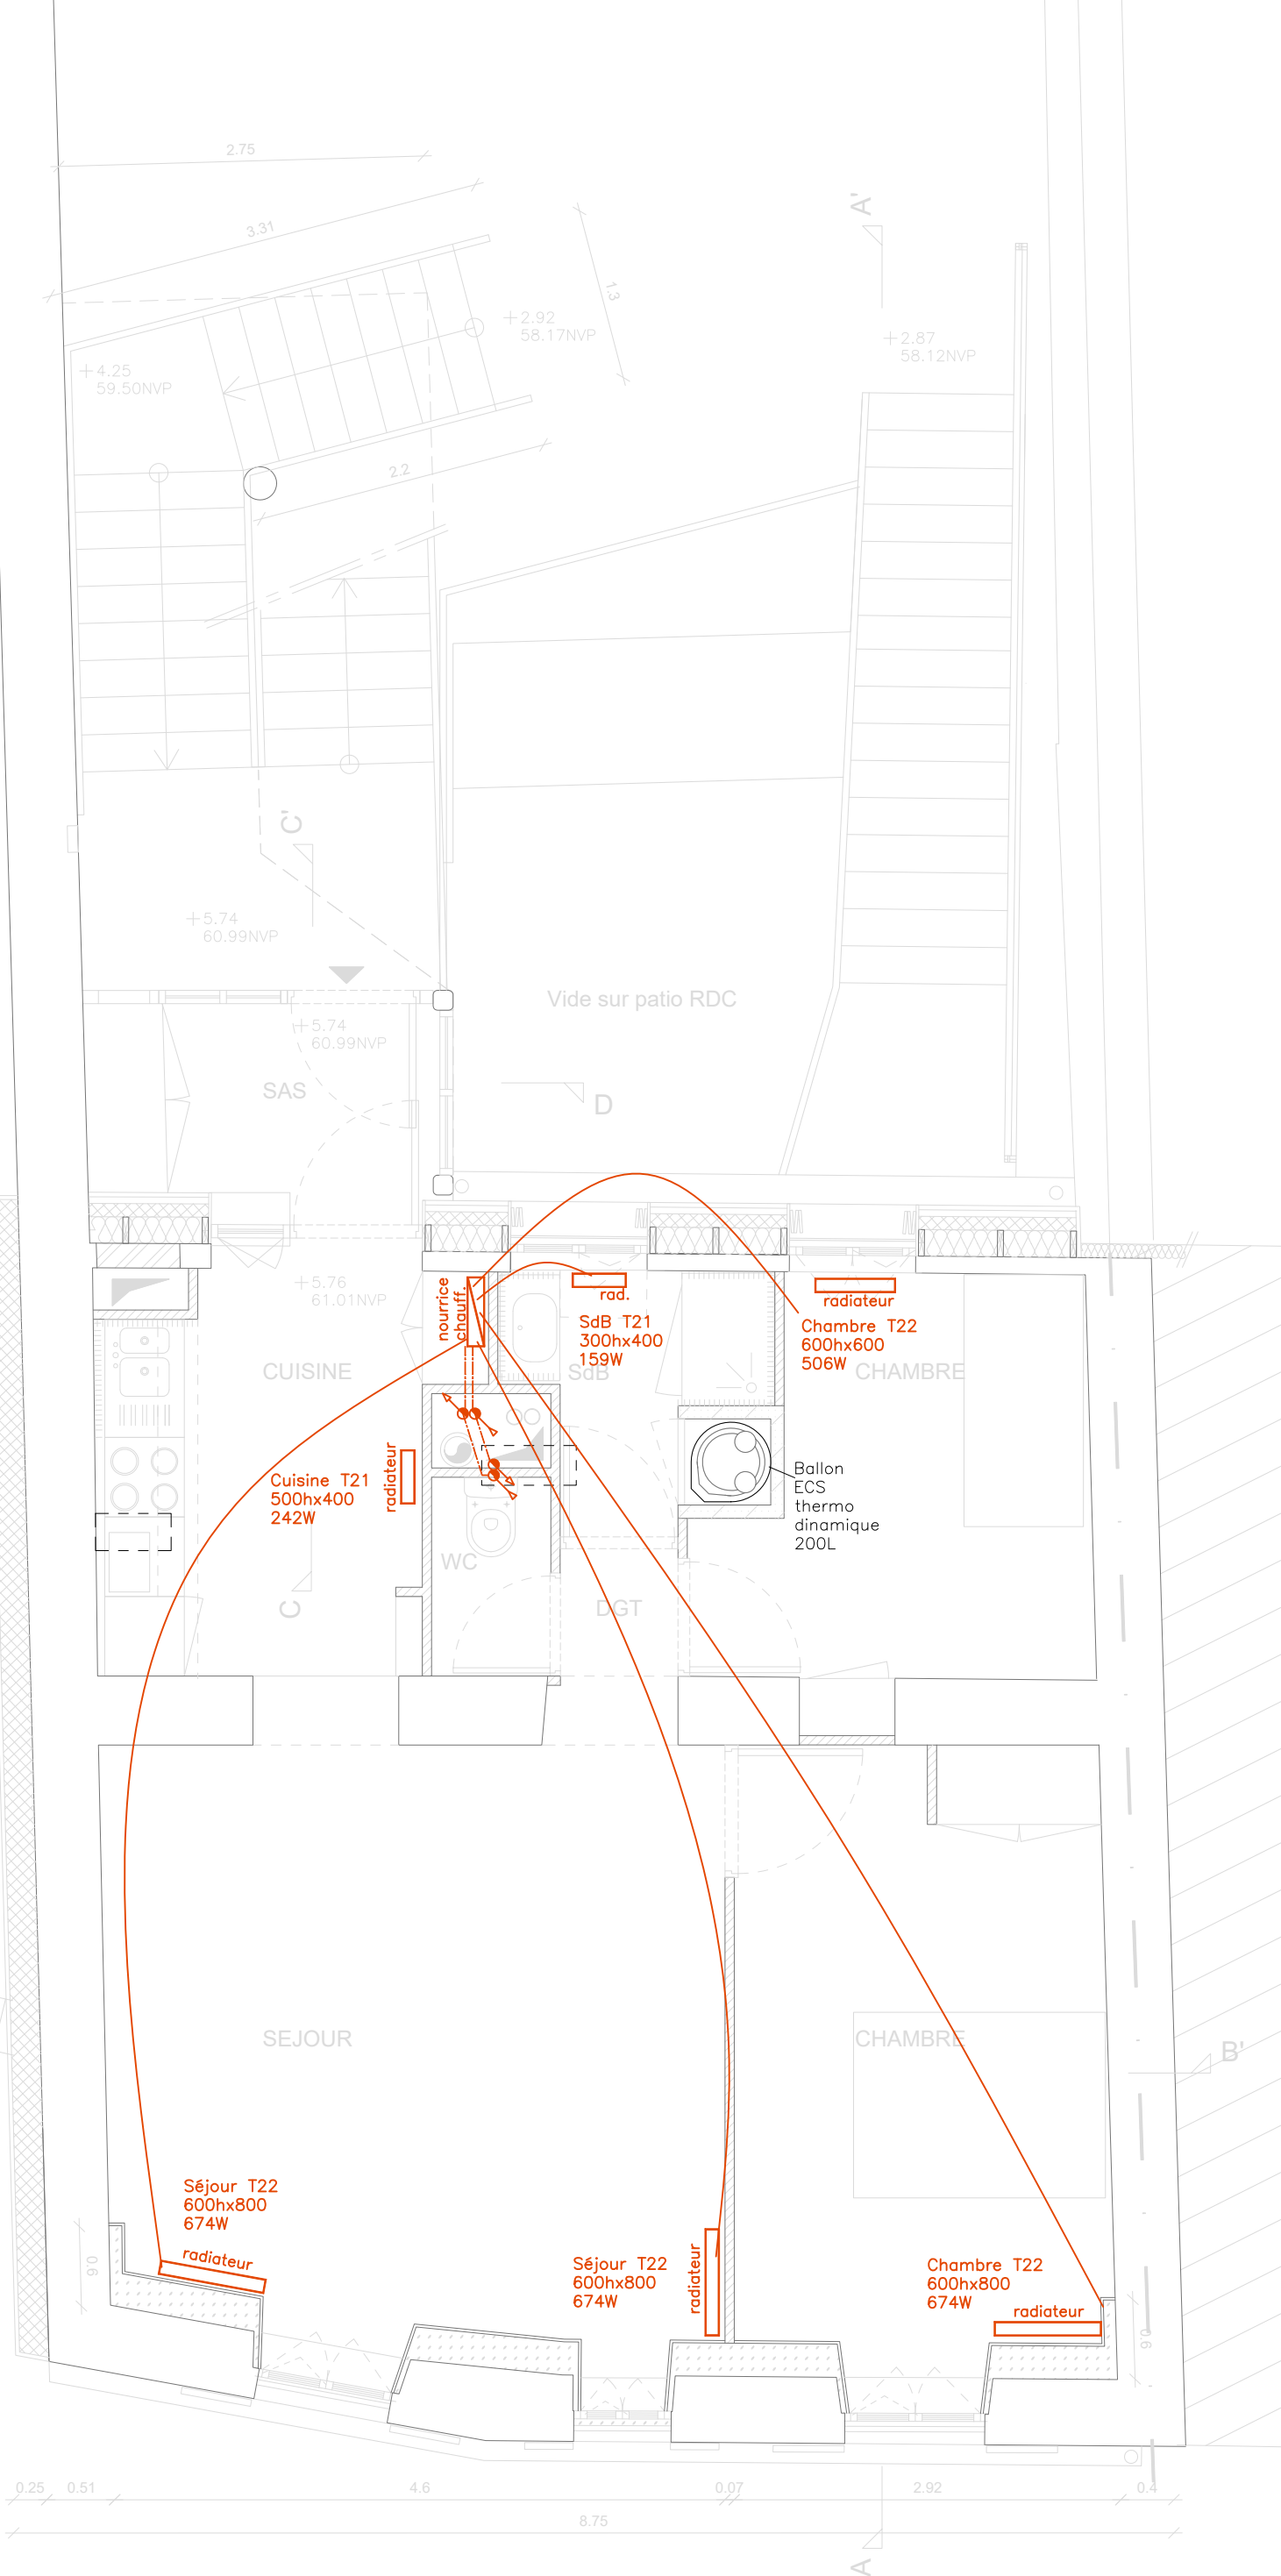 2.75
3.31
A'
1.3
+2.92
58.17NVP
+2.87
58.12NVP
+4.25
59.50NVP
2.2
C'
+5.74
60.99NVP
Vide sur patio RDC
+5.74
60.99NVP
SAS
D
+5.76
61.01NVP
nourrice
chauff.
rad.
radiateur
SdB T21
300hx400
159W
Chambre T22
600hx600
506W
CUISINE
SdB
CHAMBRE
radiateur
Cuisine T21
500hx400
242W
Ballon
ECS
thermo
dinamique
200L
WC
C
DGT
SEJOUR
CHAMBRE
B'
Séjour T22
600hx800
674W
radiateur
0.6
Séjour T22
600hx800
674W
radiateur
Chambre T22
600hx800
674W
radiateur
0.25
0.51
4.6
0.07
2.92
0.4
8.75
A